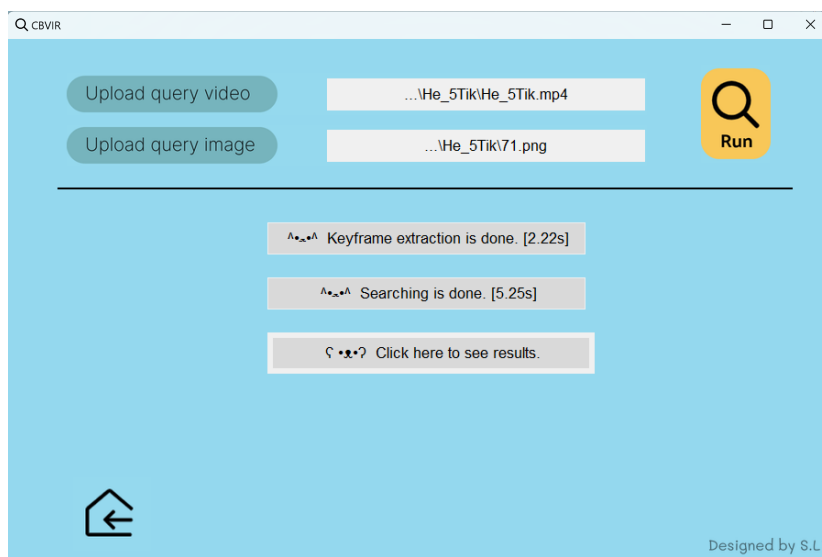 CBVIR
Upload query video
...\He_5Tik\He_5Tik.mp4
Upload query image
...\He_5Tik\71.png
Run
^•ﻌ•^ Keyframe extraction is done. [2.22s]
^•ﻌ•^ Searching is done. [5.25s]
ʕ •ᴥ•ʔ Click here to see results.
Designed by S.L